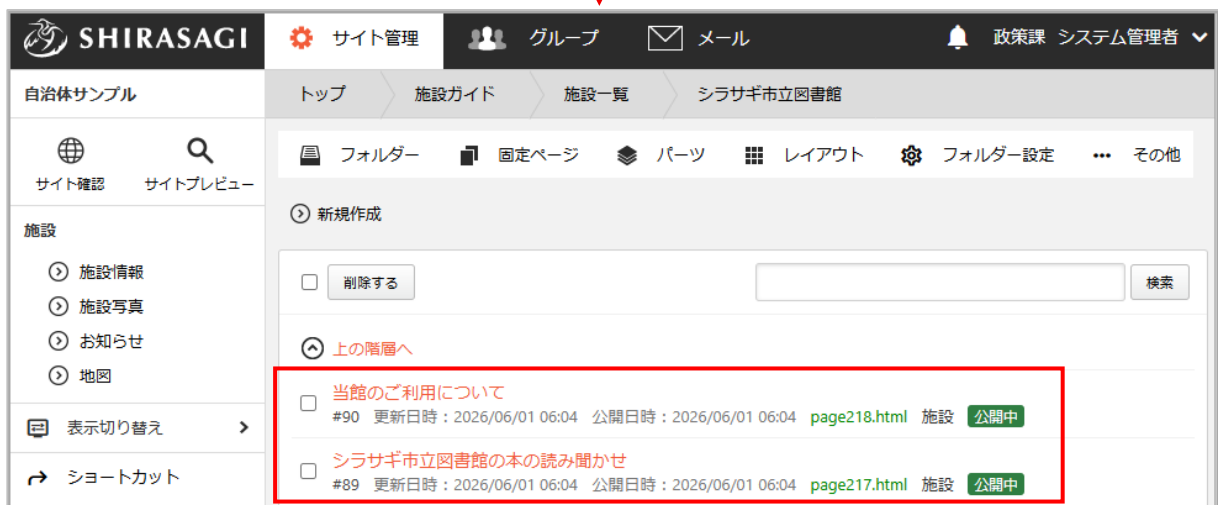 SHIRASAGI サイト管理 グループ メール 政策課 システム管理者
自治体サンプル
トップ 施設ガイド 施設一覧 シラサギ市立図書館
サイト確認 サイトプレビュー
フォルダー 固定ページ パーツ レイアウト フォルダー設定 その他
新規作成
施設
施設情報
施設写真
お知らせ
地図
表示切り替え
ショートカット
削除する 検索
上の階層へ
当館のご利用について
#90 更新日時：2026/06/01 06:04 公開日時：2026/06/01 06:04 page218.html 施設 公開中
シラサギ市立図書館の本の読み聞かせ
#89 更新日時：2026/06/01 06:04 公開日時：2026/06/01 06:04 page217.html 施設 公開中